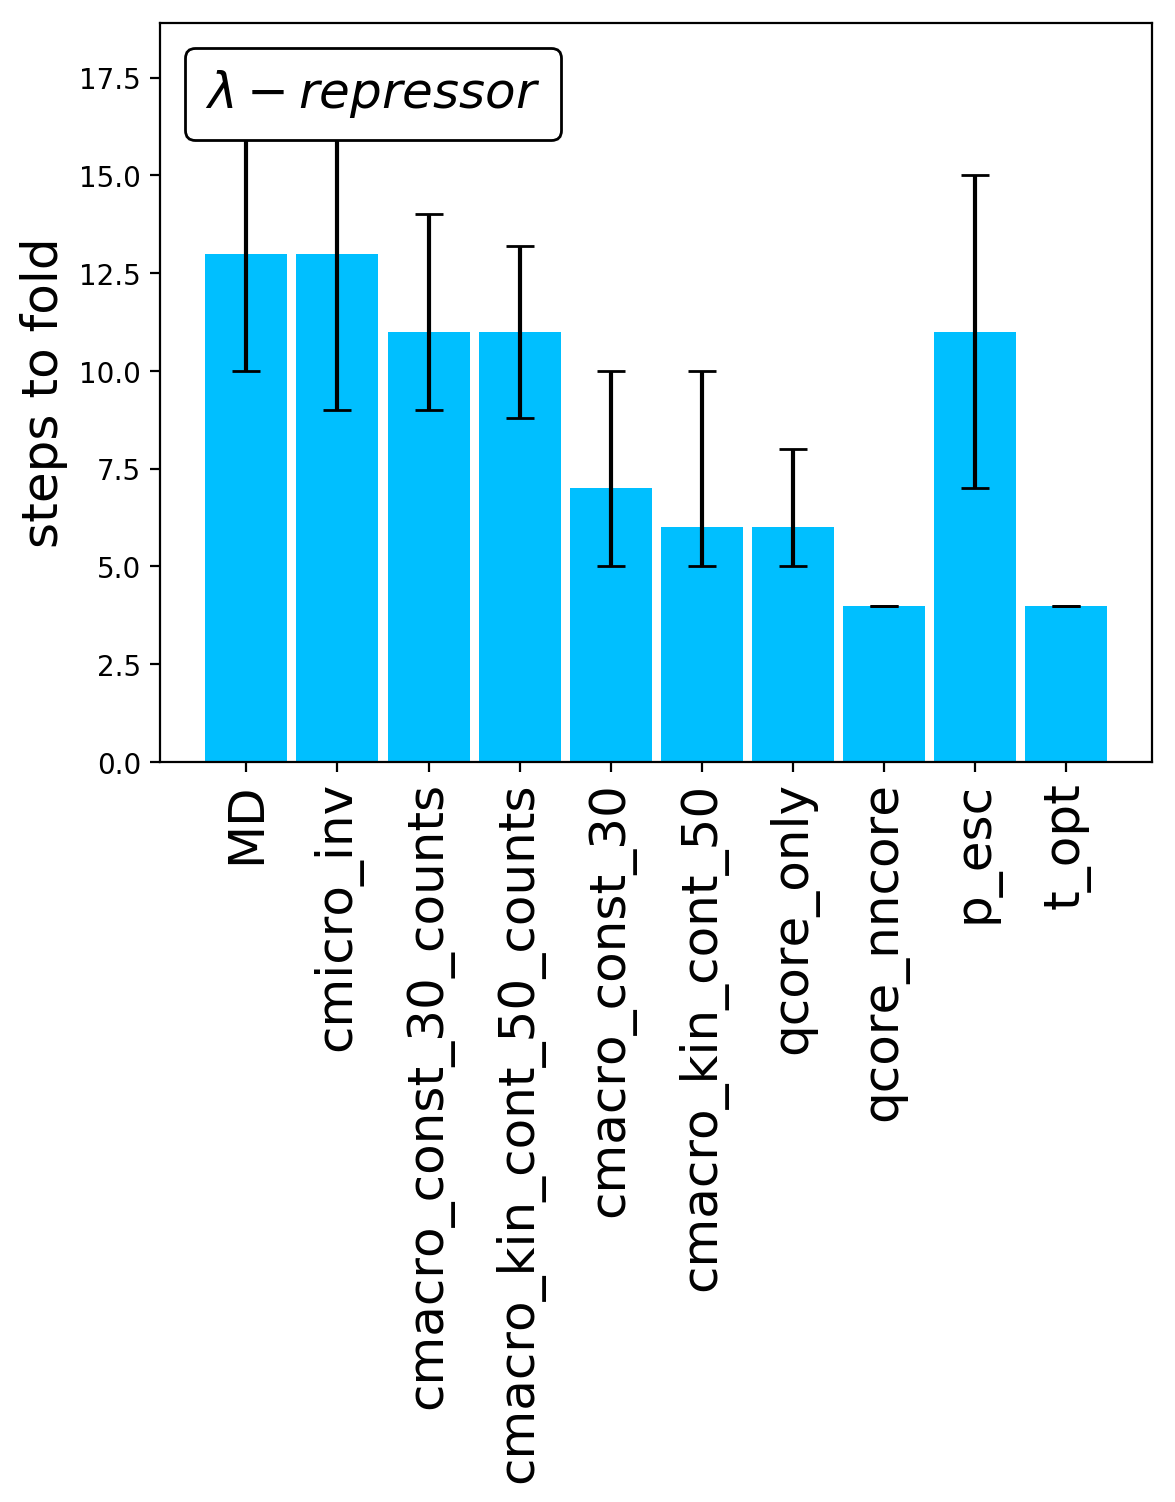 λ − repressor
steps to fold
17.5
15.0
12.5
10.0
7.5
5.0
2.5
0.0
MD
cmicro_inv
cmacro_const_30_counts
cmacro_kin_cont_50_counts
cmacro_const_30
cmacro_kin_cont_50
qcore_only
qcore_nncore
p_esc
t_opt